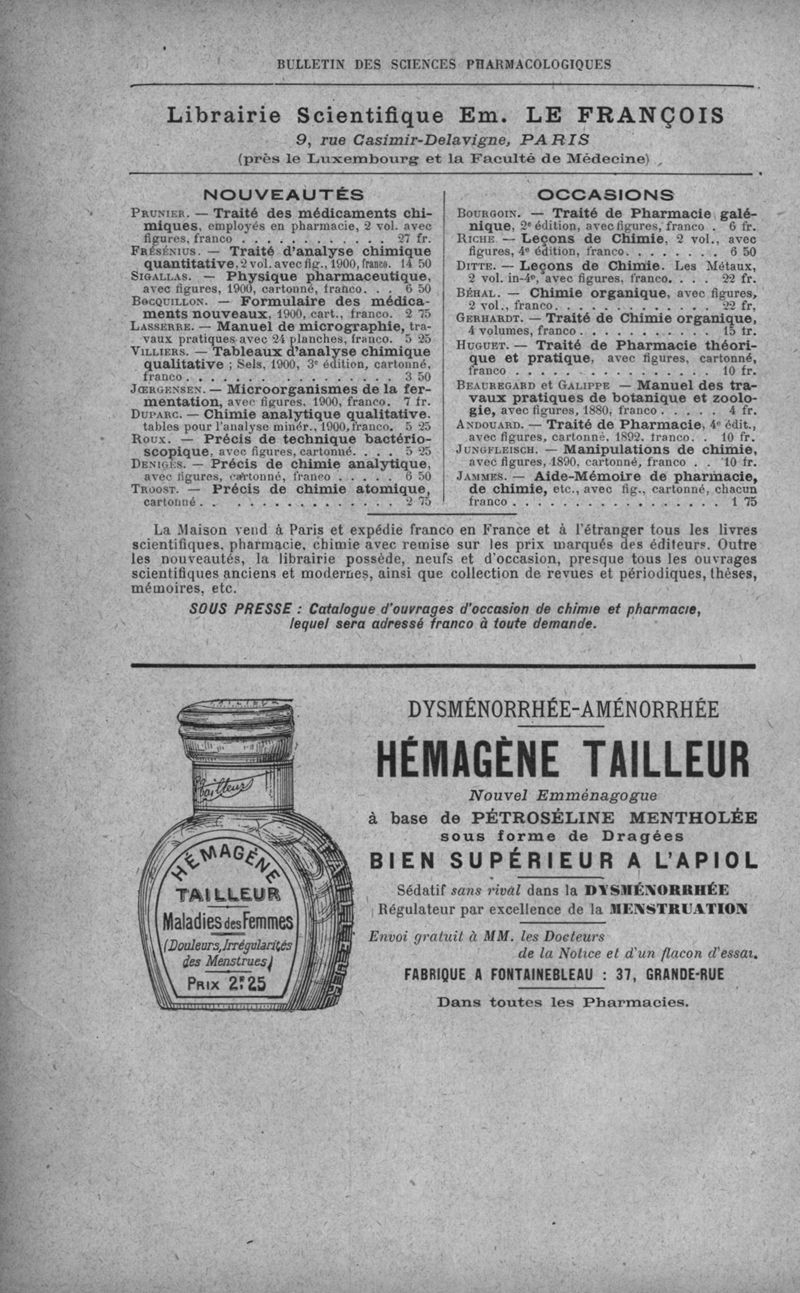 BULLETIN DES SCIENCES PHARMACOLOGIQUES
Librairie Scientifique Em. LE FRANÇOIS
9, rue Casimir-Delavigne, PARIS
(près le Luxembourg et la Faculté de Médecine)
NOUVEAUTÉS
PRUNIER. — Traité des médicaments chi-
miques, employés en pharmacie, 2 vol. avec
figures, franco . . . . . . . . . . . . 27 fr.
FRÉSÉNIUS. — Traité d'analyse chimique
quantitative, 2 vol. avec fig., 1900, franco. 14 50
SIGALLAS. — Physique pharmaceutique,
avec figures, 1900, cartonné, franco. . . 6 50
BOCQUILLON. — Formulaire des médica-
ments nouveaux, 1900, cart., franco. 2 75
LASSERRE. — Manuel de micrographie, tra-
vaux pratiques avec 24 planches, franco. 5 25
VILLIERS. — Tableaux d'analyse chimique
qualitative ; Sels, 1900, 3e édition, cartonné,
franco . . . . . . . . . . . . . . . . . 3 50
JŒRGENSEN. — Microorganismes de la fer-
mentation, avec figures, 1900, franco. 7 fr.
DUPARC. — Chimie analytique qualitative,
tables pour l'analyse minér., 1900, franco. 5 25
ROUX. — Précis de technique bactério-
scopique, avec figures, cartonné. . . . 5 25
DENIGÈS. — Précis de chimie analytique,
avec figures, cartonné, franco . . . . . 6 50
TROOST. — Précis de chimie atomique,
cartonné . . . . . . . . . . . . . . . 2 75
OCCASIONS
BOURGOIN. — Traité de Pharmacie galé-
nique, 2e édition, avec figures, franco . 6 fr.
RICHE — Leçons de Chimie, 2 vol., avec
figures, 4e édition, franco. . . . . . . . 6 50
DITTE. — Leçons de Chimie. Les Métaux,
2 vol. in-4°, avec figures, franco. . . . 22 fr.
BÉHAL. — Chimie organique, avec figures,
2 vol., franco. . . . . . . . . . . . . 22 fr.
GERHARDT. — Traité de Chimie organique,
4 volumes, franco . . . . . . . . . . . 15 fr.
HUGUET. — Traité de Pharmacie théori-
que et pratique, avec figures, cartonné,
franco . . . . . . . . . . . . . . . . 10 fr.
BEAUREGARD et GALIPPE — Manuel des tra-
vaux pratiques de botanique et zoolo-
gie, avec figures, 1880, franco . . . . . 4 fr.
ANDOUARD. — Traité de Pharmacie, 4e édit.,
avec figures, cartonné, 1892, franco. . 10 fr.
JUNGFLEISCH. — Manipulations de chimie,
avec figures, 1890, cartonné, franco . . 10 fr.
JAMMES. — Aide-Mémoire de pharmacie,
de chimie, etc., avec fig., cartonné, chacun
franco . . . . . . . . . . . . . . . . . 1 75
La Maison vend à Paris et expédie franco en France et à l'étranger tous les livres
scientifiques, pharmacie, chimie avec remise sur les prix marqués des éditeurs. Outre
les nouveautés, la librairie possède, neufs et d'occasion, presque tous les ouvrages
scientifiques anciens et modernes, ainsi que collection de revues et périodiques, thèses,
mémoires, etc.
SOUS PRESSE : Catalogue d'ouvrages d'occasion de chimie et pharmacie,
lequel sera adressé franco à toute demande.
DYSMÉNORRHÉE-AMÉNORRHÉE
HÉMAGÈNE TAILLEUR
Nouvel Emménagogue
à base de PÉTROSÉLINE MENTHOLÉE
sous forme de Dragées
BIEN SUPÉRIEUR A L'APIOL
Sédatif sans rival dans la DYSMÉNORRHÉE
Régulateur par excellence de la MENSTRUATION
Envoi gratuit à MM. les Docteurs
de la Notice et d'un flacon d'essai.
FABRIQUE A FONTAINEBLEAU : 37, GRANDE-RUE
Dans toutes les Pharmacies.
Tailleur
HÉMAGÈNE
TAILLEUR
Maladies des Femmes
(Douleurs, Irrégularités
des Menstrues)
PRIX 2fr 25